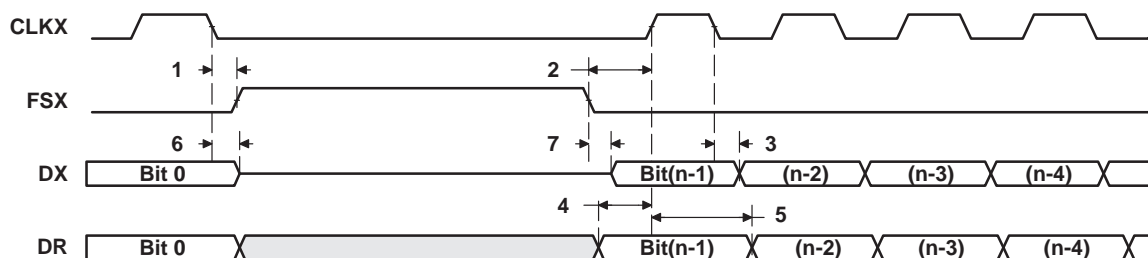 CLKX
1 2
FSX
6 7 3
DX Bit 0 Bit(n-1) (n-2) (n-3) (n-4)
4 5
DR Bit 0 Bit(n-1) (n-2) (n-3) (n-4)